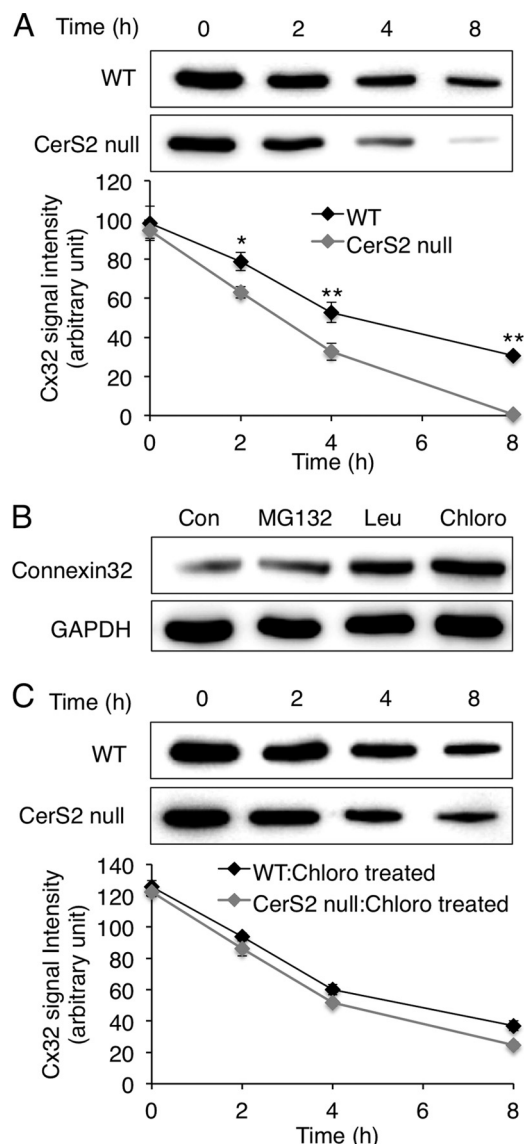 A Time (h) 0 2 4 8
WT
CerS2 null
120
100
80
60
40
20
0
Cx32 signal intensity
(arbitrary unit)
WT
CerS2 null
*
**
**
0 2 4 6 8
Time (h)
B Con MG132 Leu Chloro
Connexin32
GAPDH
C Time (h) 0 2 4 8
WT
CerS2 null
140
120
100
80
60
40
20
0
Cx32 signal Intensity
(arbitrary unit)
WT:Chloro treated
CerS2 null:Chloro treated
0 2 4 6 8
Time (h)